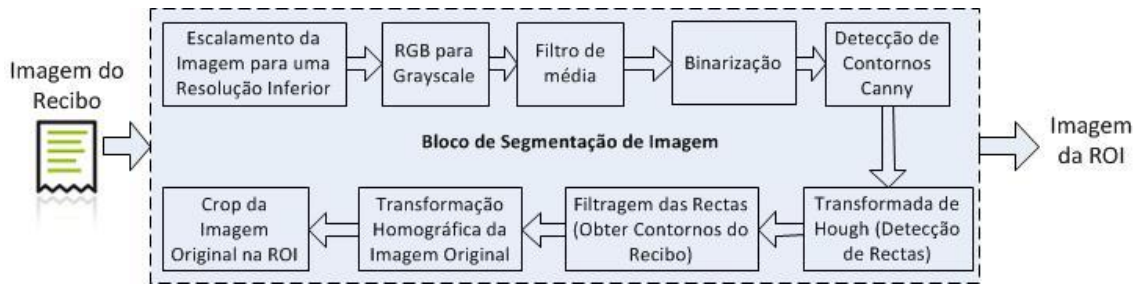 Imagem do
Recibo
Escalamento da
Imagem para uma
Resolução Inferior
RGB para
Grayscale
Filtro de
média
Binarização
Detecção de
Contornos
Canny
Bloco de Segmentação de Imagem
Transformada de
Hough (Detecção
de Rectas)
Filtragem das Rectas
(Obter Contornos do
Recibo)
Transformação
Homográfica da
Imagem Original
Crop da
Imagem
Original na ROI
Imagem
da ROI